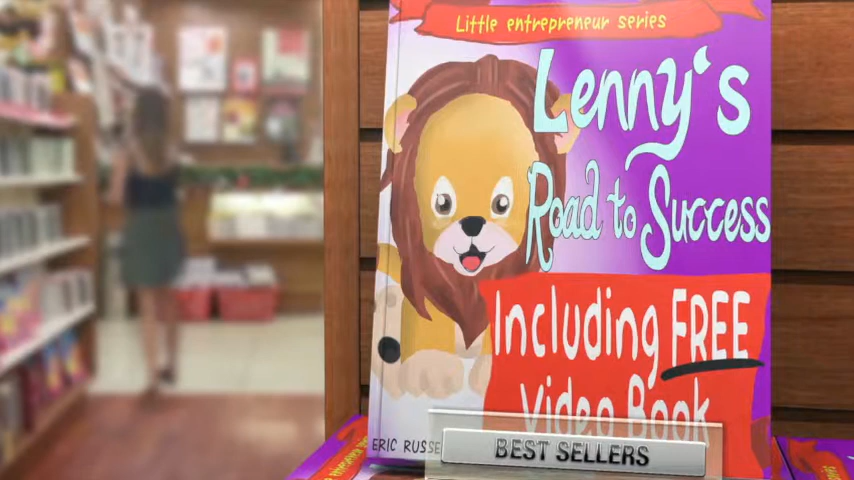 Little entrepreneur series
Lenny's
Road to Success
Including FREE
Video Book
ERIC RUSSE
BEST SELLERS